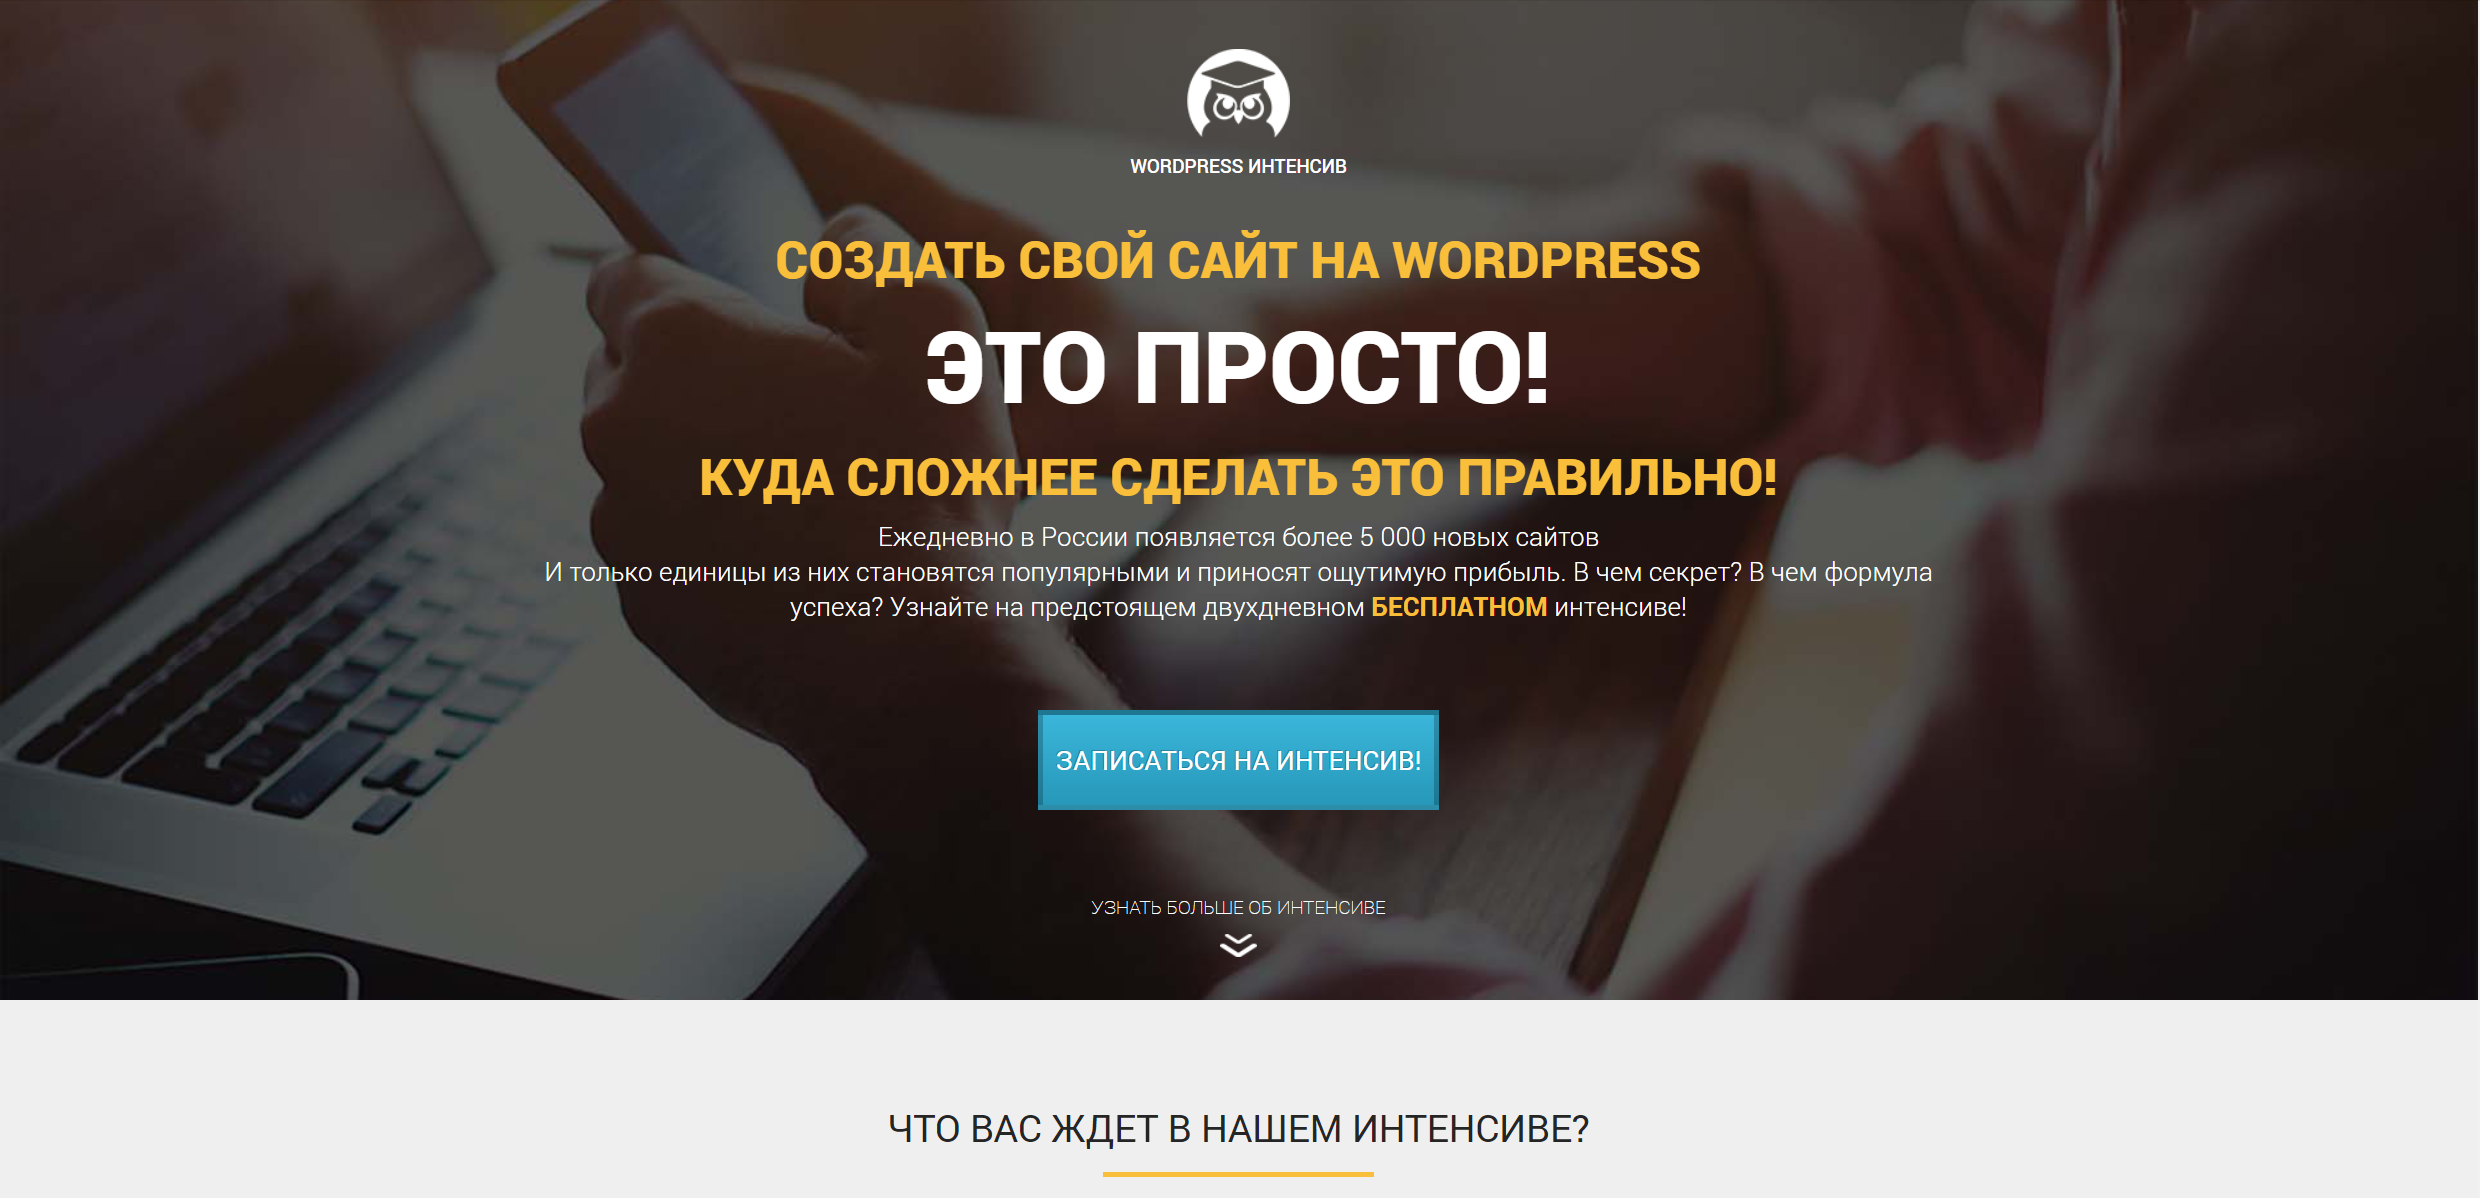 WORDPRESS ИНТЕНСИВ
СОЗДАТЬ СВОЙ САЙТ НА WORDPRESS
ЭТО ПРОСТО!
КУДА СЛОЖНЕЕ СДЕЛАТЬ ЭТО ПРАВИЛЬНО!
Ежедневно в России появляется более 5 000 новых сайтов
И только единицы из них становятся популярными и приносят ощутимую прибыль. В чем секрет? В чем формула
успеха? Узнайте на предстоящем двухдневном БЕСПЛАТНОМ интенсиве!
ЗАПИСАТЬСЯ НА ИНТЕНСИВ!
УЗНАТЬ БОЛЬШЕ ОБ ИНТЕНСИВЕ
ЧТО ВАС ЖДЕТ В НАШЕМ ИНТЕНСИВЕ?